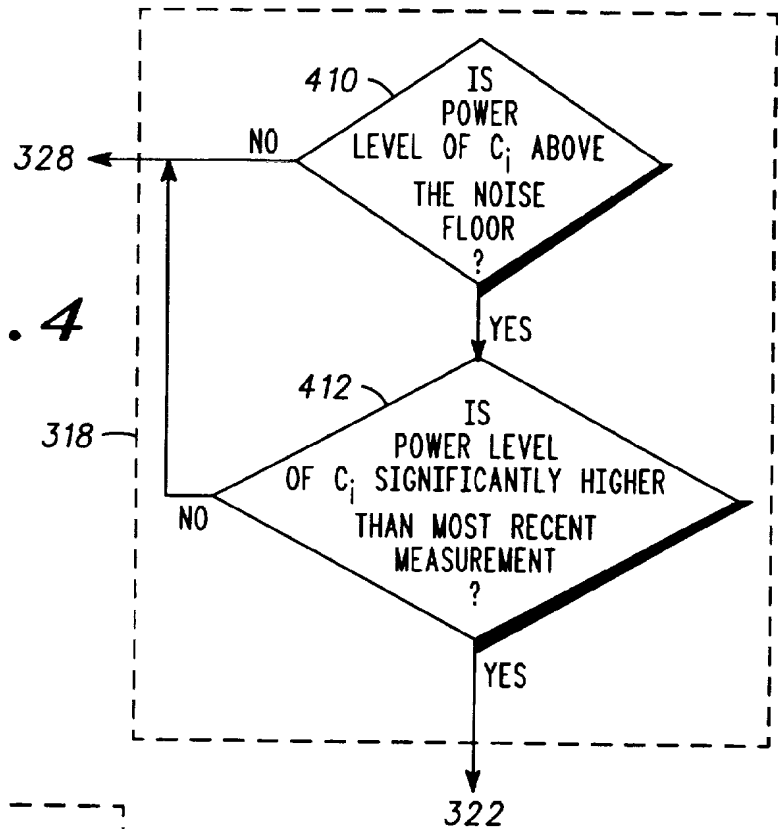 410
IS
POWER
LEVEL OF Ci ABOVE
THE NOISE
FLOOR
?
NO
328
YES
. 4
412
318
IS
POWER LEVEL
OF Ci SIGNIFICANTLY HIGHER
THAN MOST RECENT
MEASUREMENT
?
NO
YES
322